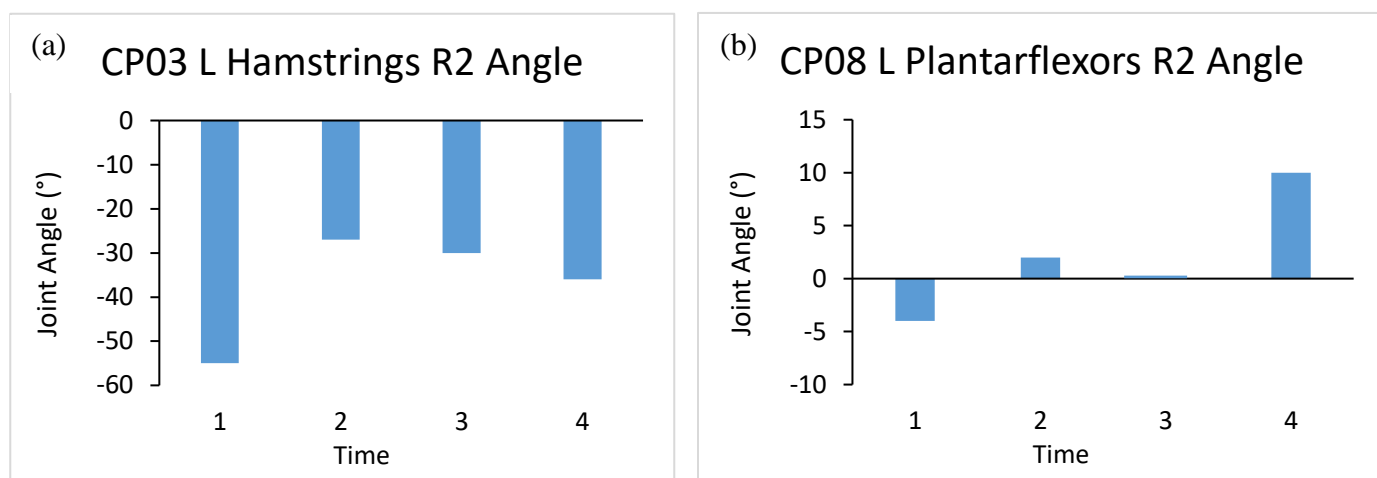 (a)
CP03 L Hamstrings R2 Angle
Joint Angle (°)
0
-10
-20
-30
-40
-50
-60
1 2 3 4
Time
(b)
CP08 L Plantarflexors R2 Angle
Joint Angle (°)
15
10
5
0
-5
-10
1 2 3 4
Time